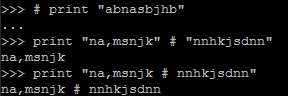 >>> # print "abnasbjhb"
...
>>> print "na,msnjk" # "nnhkjsdnn"
na,msnjk
>>> print "na,msnjk # nnhkjsdnn"
na,msnjk # nnhkjsdnn